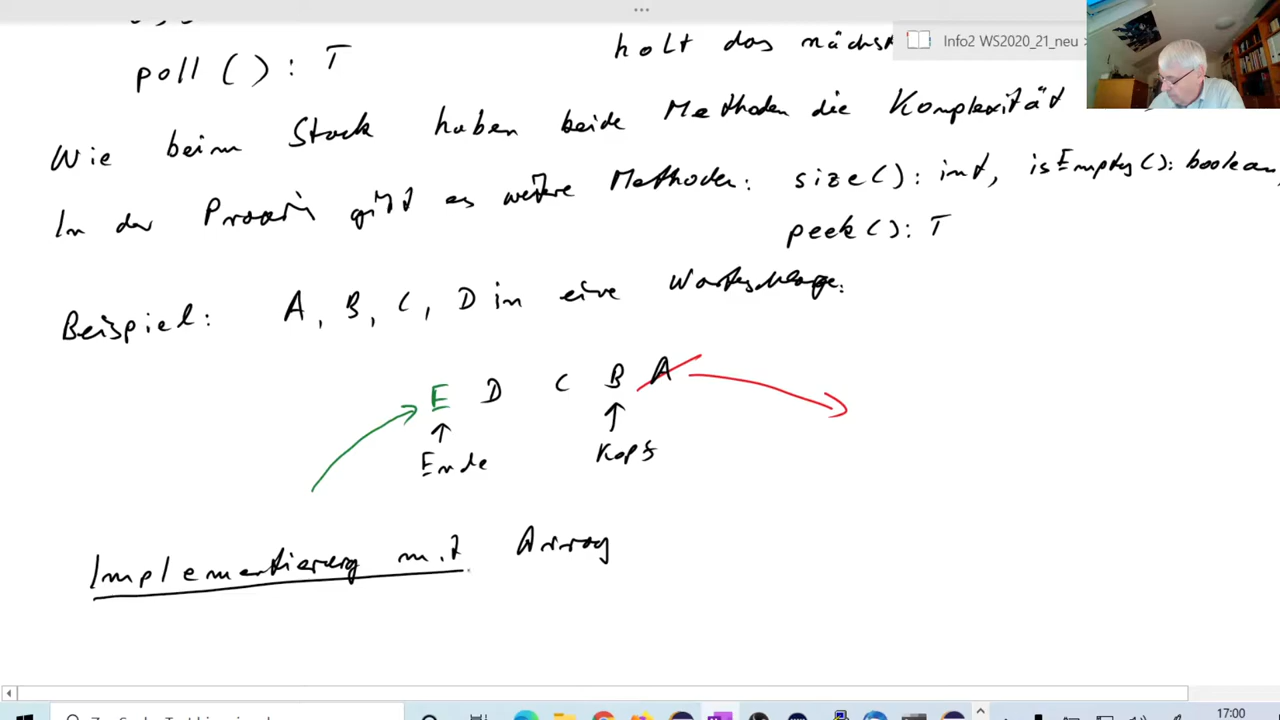 poll ( ) : T
holt das nächst
Info2 WS2020_21_neu >
Wie beim Stack haben beide Methoden die Komplexität
In der Praxis gibt es weitere Methoden: size ( ) : int, isEmpty ( ) : boolean,
peek ( ) : T
Beispiel: A, B, C, D in eine Warteschlange:
E D C B A
Ende Kopf
Implementierung mit Array
17:00